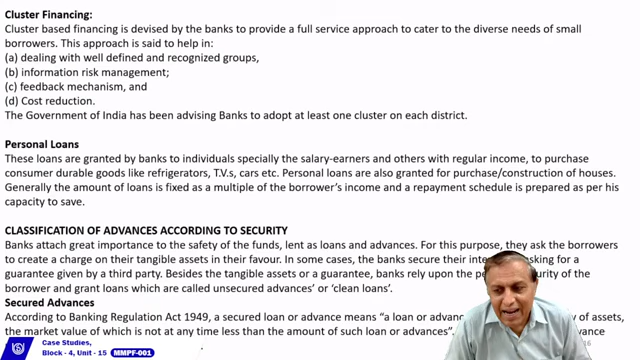 Cluster Financing:
Cluster based financing is devised by the banks to provide a full service approach to cater to the diverse needs of small
borrowers. This approach is said to help in:
(a) dealing with well defined and recognized groups,
(b) information risk management;
(c) feedback mechanism, and
(d) Cost reduction.
The Government of India has been advising Banks to adopt at least one cluster on each district.
Personal Loans
These loans are granted by banks to individuals specially the salary-earners and others with regular income, to purchase
consumer durable goods like refrigerators, T.V.s, cars etc. Personal loans are also granted for purchase/construction of houses.
Generally the amount of loans is fixed as a multiple of the borrower's income and a repayment schedule is prepared as per his
capacity to save.
CLASSIFICATION OF ADVANCES ACCORDING TO SECURITY
Banks attach great importance to the safety of the funds, lent as loans and advances. For this purpose, they ask the borrowers
to create a charge on their tangible assets in their favour. In some cases, the banks secure their asking for a
guarantee given by a third party. Besides the tangible assets or a guarantee, banks rely upon the of the
borrower and grant loans which are called unsecured advances' or 'clean loans'.
Secured Advances
According to Banking Regulation Act 1949, a secured loan or advance means "a loan or of assets,
the market value of which is not at any time less than the amount of such loan or advances".
Case Studies, 16
Block - 4, Unit - 15 MMPF-001